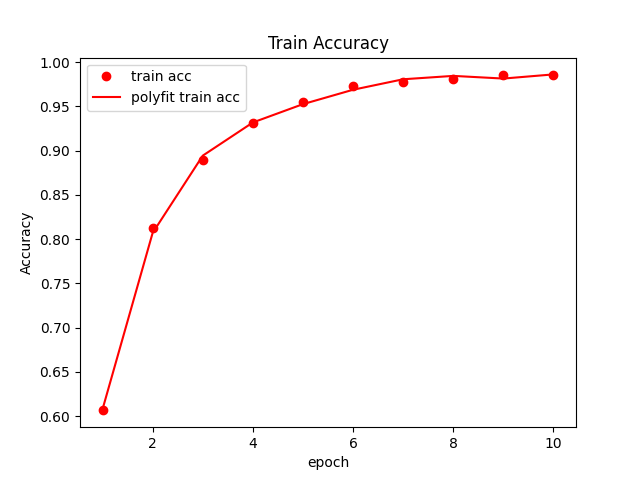 Train Accuracy
train acc
polyfit train acc
Accuracy
1.00
0.95
0.90
0.85
0.80
0.75
0.70
0.65
0.60
2 4 6 8 10
epoch